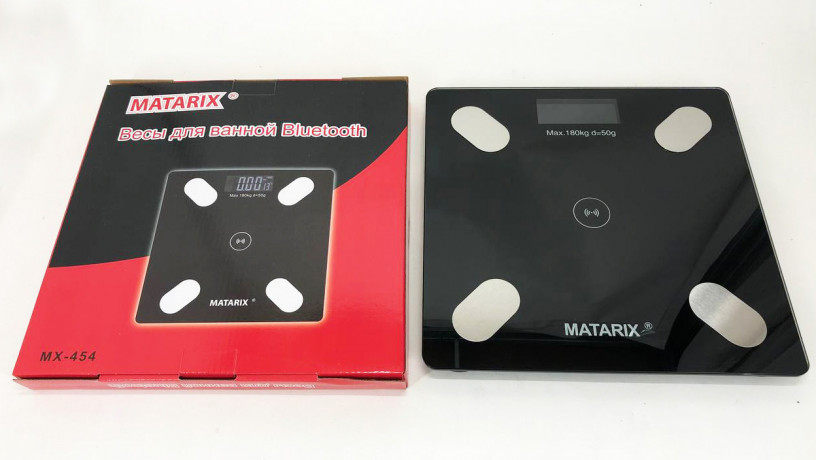 MATARIX ®
Весы для ванной Bluetooth
0.00
Max.180kg d=50g
MATARIX ®
MX-454
Max.180kg d=50g
MATARIX ®